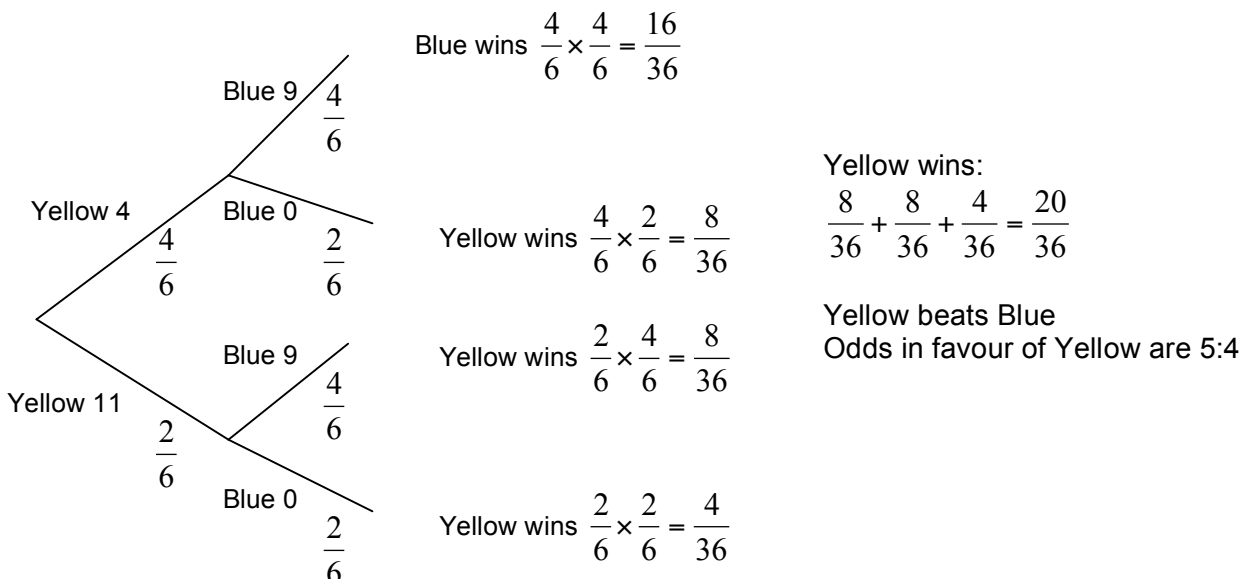 Blue wins 4/6 × 4/6 = 16/36
Blue 9
4/6
Yellow 4
4/6
Blue 0
2/6
Yellow wins 4/6 × 2/6 = 8/36
Blue 9
4/6
Yellow wins 2/6 × 4/6 = 8/36
Yellow 11
2/6
Blue 0
2/6
Yellow wins 2/6 × 2/6 = 4/36
Yellow wins:
8/36 + 8/36 + 4/36 = 20/36
Yellow beats Blue
Odds in favour of Yellow are 5:4